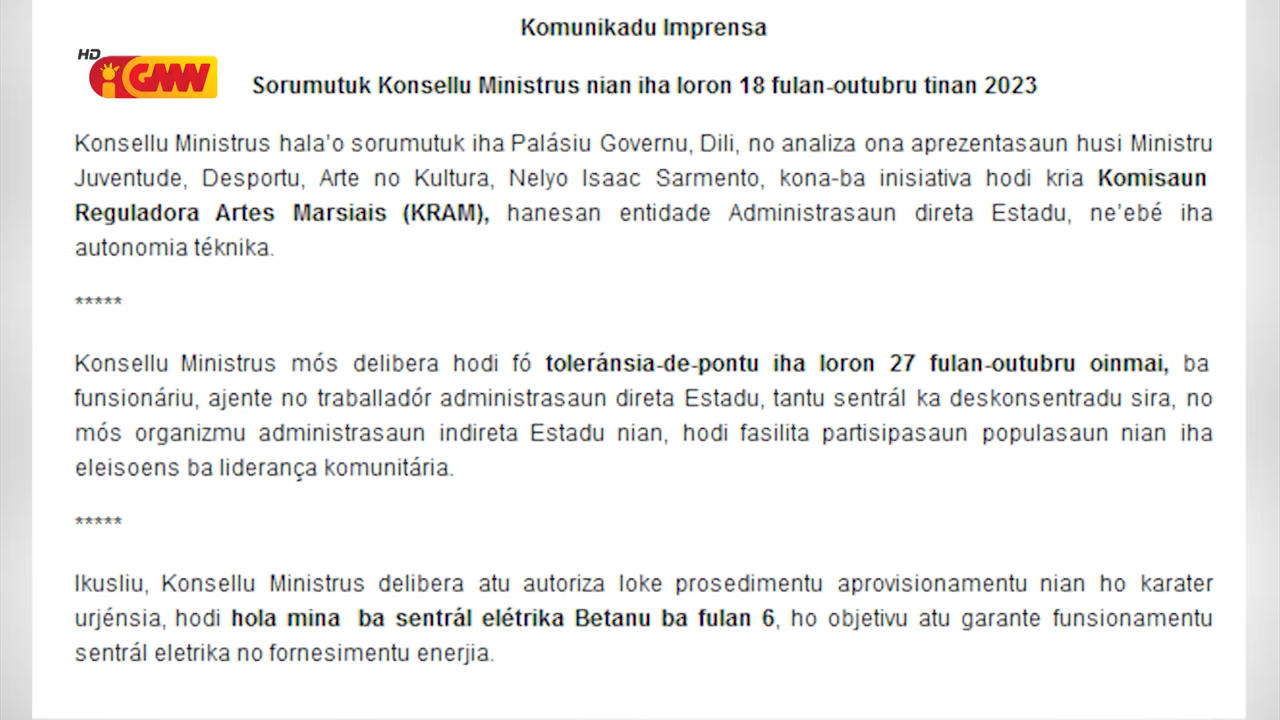 Komunikadu Imprensa
HD
GMW
Sorumutuk Konsellu Ministrus nian iha loron 18 fulan-outubru tinan 2023
Konsellu Ministrus hala’o sorumutuk iha Palásiu Governu, Dili, no analiza ona aprezentasaun husi Ministru
Juventude, Desportu, Arte no Kultura, Nelyo Isaac Sarmento, kona-ba inisiativa hodi kria Komisaun
Reguladora Artes Marsiais (KRAM), hanesan entidade Administrasaun direta Estadu, ne’ebé iha
autonomia téknika.
*****
Konsellu Ministrus mós delibera hodi fó toleránsia-de-pontu iha loron 27 fulan-outubru oinmai, ba
funsionáriu, ajente no traballadór administrasaun direta Estadu, tantu sentrál ka deskonsentradu sira, no
mós organizmu administrasaun indireta Estadu nian, hodi fasilita partisipasaun populasaun nian iha
eleisoens ba liderança komunitária.
*****
Ikusliu, Konsellu Ministrus delibera atu autoriza loke prosedimentu aprovisionamentu nian ho karater
urjénsia, hodi hola mina ba sentrál elétrika Betanu ba fulan 6, ho objetivu atu garante funsionamentu
sentrál eletrika no fornesimentu enerjia.